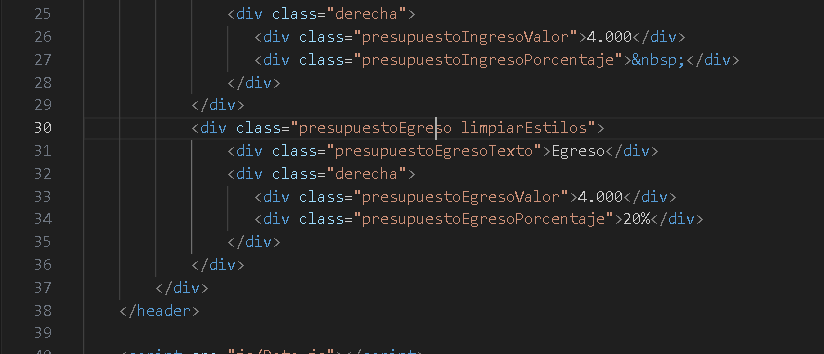 25 <div class="derecha">
26 <div class="presupuestoIngresoValor">4.000</div>
27 <div class="presupuestoIngresoPorcentaje">&nbsp;</div>
28 </div>
29 </div>
30 <div class="presupuestoEgreso limpiarEstilos">
31 <div class="presupuestoEgresoTexto">Egreso</div>
32 <div class="derecha">
33 <div class="presupuestoEgresoValor">4.000</div>
34 <div class="presupuestoEgresoPorcentaje">20%</div>
35 </div>
36 </div>
37 </div>
38 </header>
39